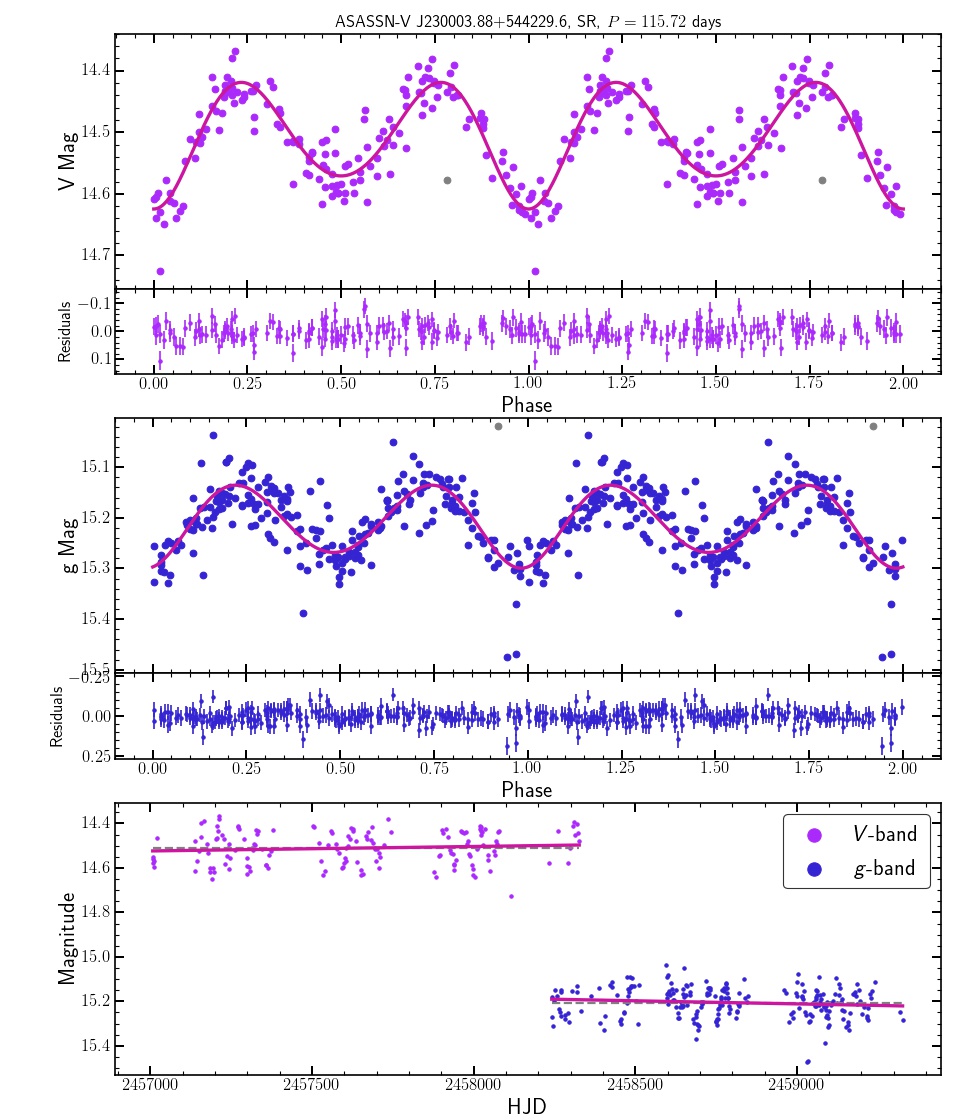 ASASSN-V J230003.88+544229.6, SR, P = 115.72 days
14.4
14.5
14.6
14.7
V Mag
−0.1
0.0
0.1
Residuals
0.00 0.25 0.50 0.75 1.00 1.25 1.50 1.75 2.00
Phase
15.1
15.2
15.3
15.4
15.5
g Mag
−0.25
0.00
0.25
Residuals
0.00 0.25 0.50 0.75 1.00 1.25 1.50 1.75 2.00
Phase
14.4
14.6
14.8
15.0
15.2
15.4
Magnitude
V-band
g-band
2457000 2457500 2458000 2458500 2459000
HJD